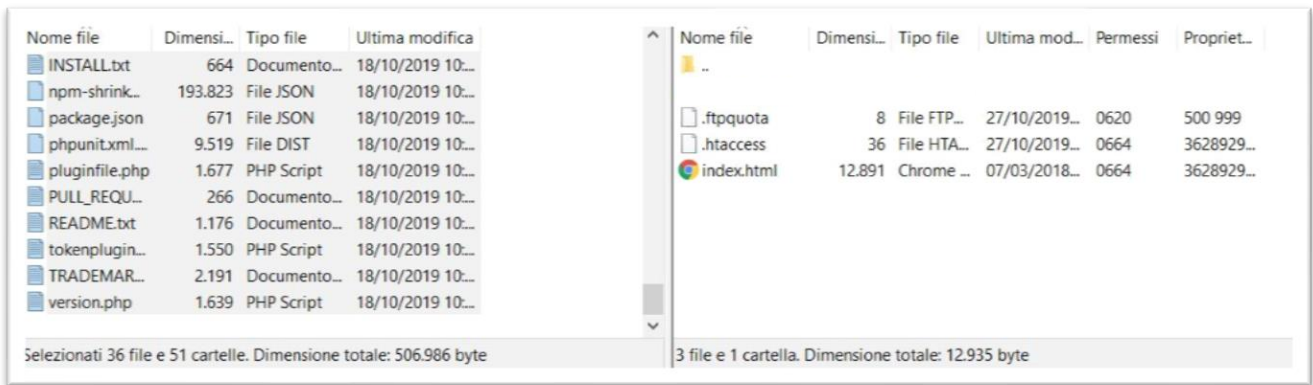 Nome file Dimensi... Tipo file Ultima modifica
INSTALL.txt 664 Documento... 18/10/2019 10:...
npm-shrink... 193.823 File JSON 18/10/2019 10:...
package.json 671 File JSON 18/10/2019 10:...
phpunit.xml.... 9.519 File DIST 18/10/2019 10:...
pluginfile.php 1.677 PHP Script 18/10/2019 10:...
PULL_REQU... 266 Documento... 18/10/2019 10:...
README.txt 1.176 Documento... 18/10/2019 10:...
tokenplugin... 1.550 PHP Script 18/10/2019 10:...
TRADEMAR... 2.191 Documento... 18/10/2019 10:...
version.php 1.639 PHP Script 18/10/2019 10:...
Selezionati 36 file e 51 cartelle. Dimensione totale: 506.986 byte
Nome file Dimensi... Tipo file Ultima mod... Permessi Propriet...
..
.ftpquota 8 File FTP... 27/10/2019... 0620 500 999
.htaccess 36 File HTA... 27/10/2019... 0664 3628929...
index.html 12.891 Chrome ... 07/03/2018... 0664 3628929...
3 file e 1 cartella. Dimensione totale: 12.935 byte